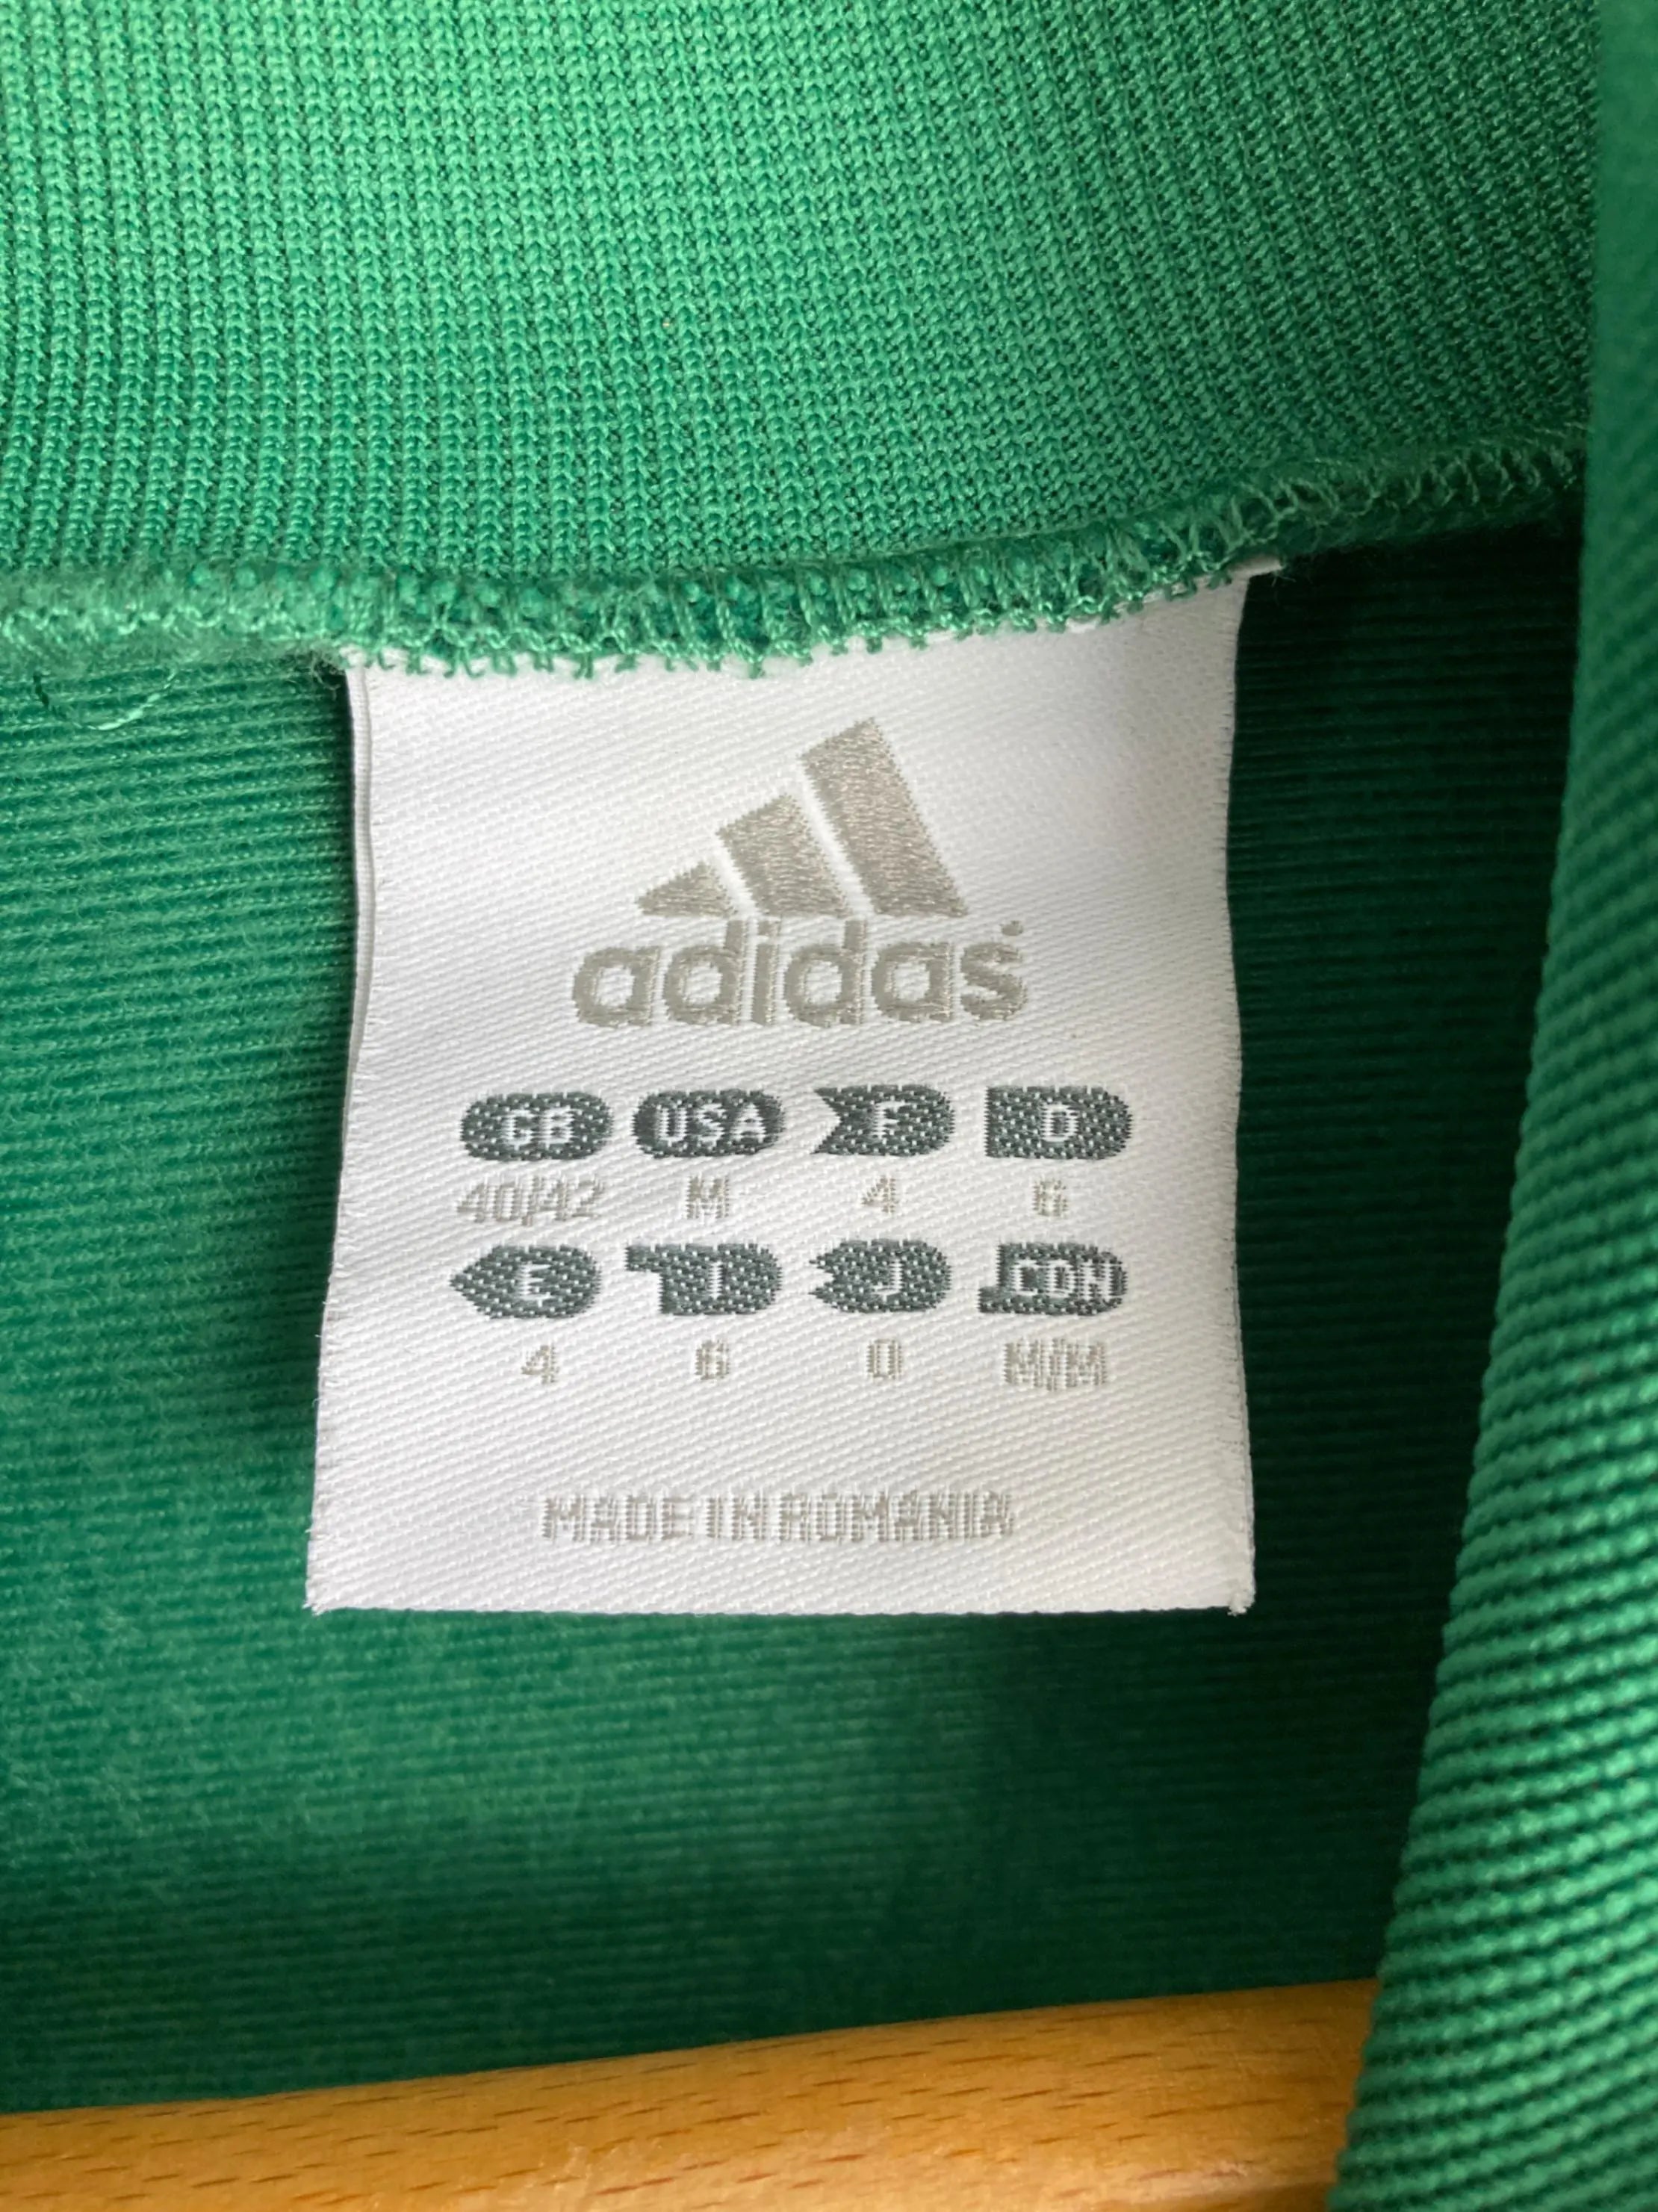 adidas
GB USA F D
40/42 M 4 6
E I J CDN
4 6 O M/M
MADE IN ROMANIA